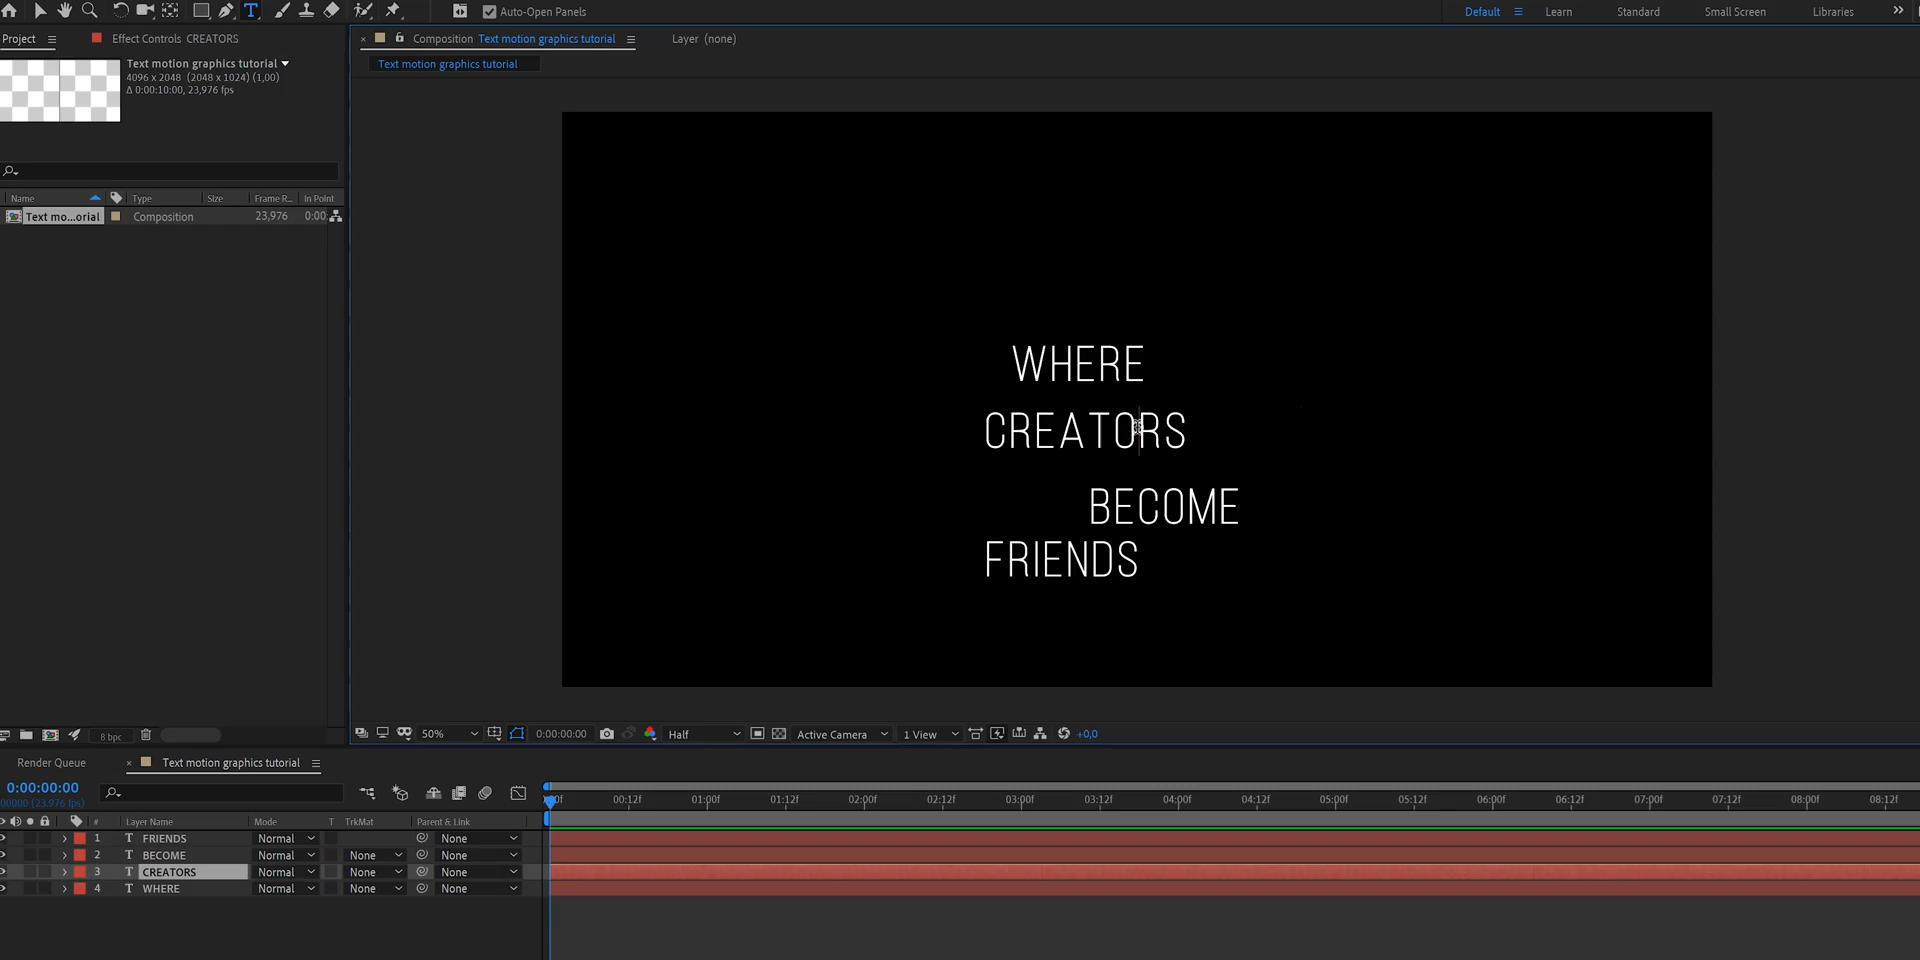 Auto-Open Panels
Default
Learn
Standard
Small Screen
Libraries
Project
Effect Controls CREATORS
Composition Text motion graphics tutorial
Layer (none)
Text motion graphics tutorial
Text motion graphics tutorial
4096 x 2048 (2048 x 1024) (1,00)
Δ 0:00:10:00, 23,976 fps
Name Type Size Frame R... In Point
Text mo...orial Composition 23,976 0:00
WHERE
CREATORS
BECOME
FRIENDS
8 bpc
50% 0:00:00:00 Half Active Camera 1 View +0,0
Render Queue
Text motion graphics tutorial
0:00:00:00
00000 (23.976 fps)
00:12f 01:00f 01:12f 02:00f 02:12f 03:00f 03:12f 04:00f 04:12f 05:00f 05:12f 06:00f 06:12f 07:00f 07:12f 08:00f 08:12f
# Layer Name Mode T TrkMat Parent & Link
1 T FRIENDS Normal None
2 T BECOME Normal None None
3 T CREATORS Normal None None
4 T WHERE Normal None None